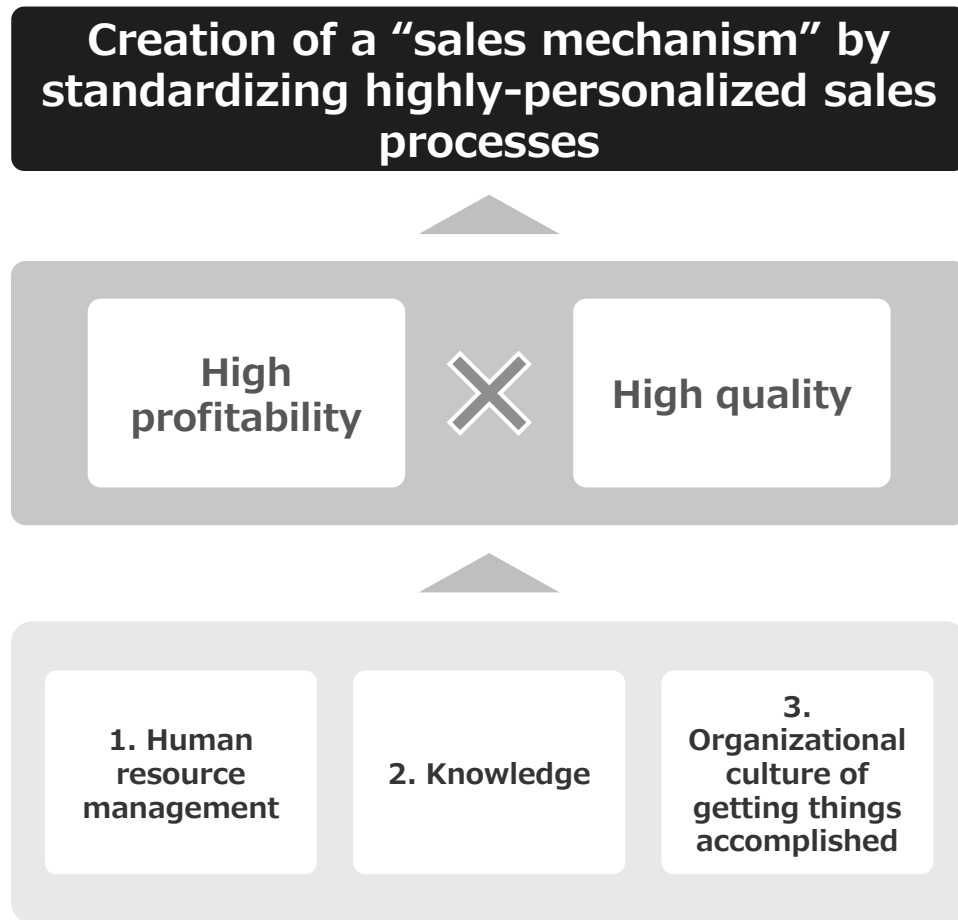 Creation of a “sales mechanism” by
standardizing highly-personalized sales
processes
High
profitability
High quality
1. Human
resource
management
2. Knowledge
3.
Organizational
culture of
getting things
accomplished